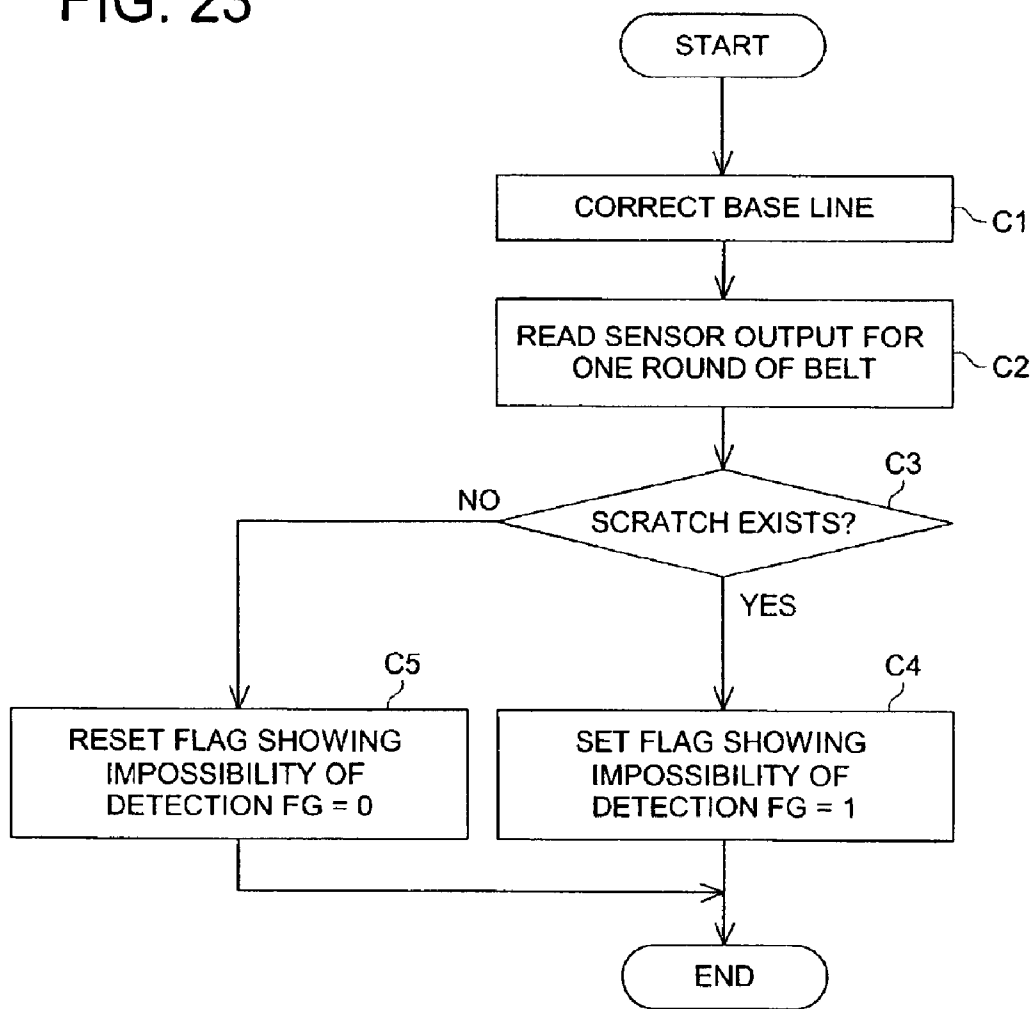 FIG. 23
START
CORRECT BASE LINE
C1
READ SENSOR OUTPUT FOR
ONE ROUND OF BELT
C2
C3
NO
SCRATCH EXISTS?
YES
C5
C4
RESET FLAG SHOWING
IMPOSSIBILITY OF
DETECTION FG = 0
SET FLAG SHOWING
IMPOSSIBILITY OF
DETECTION FG = 1
END